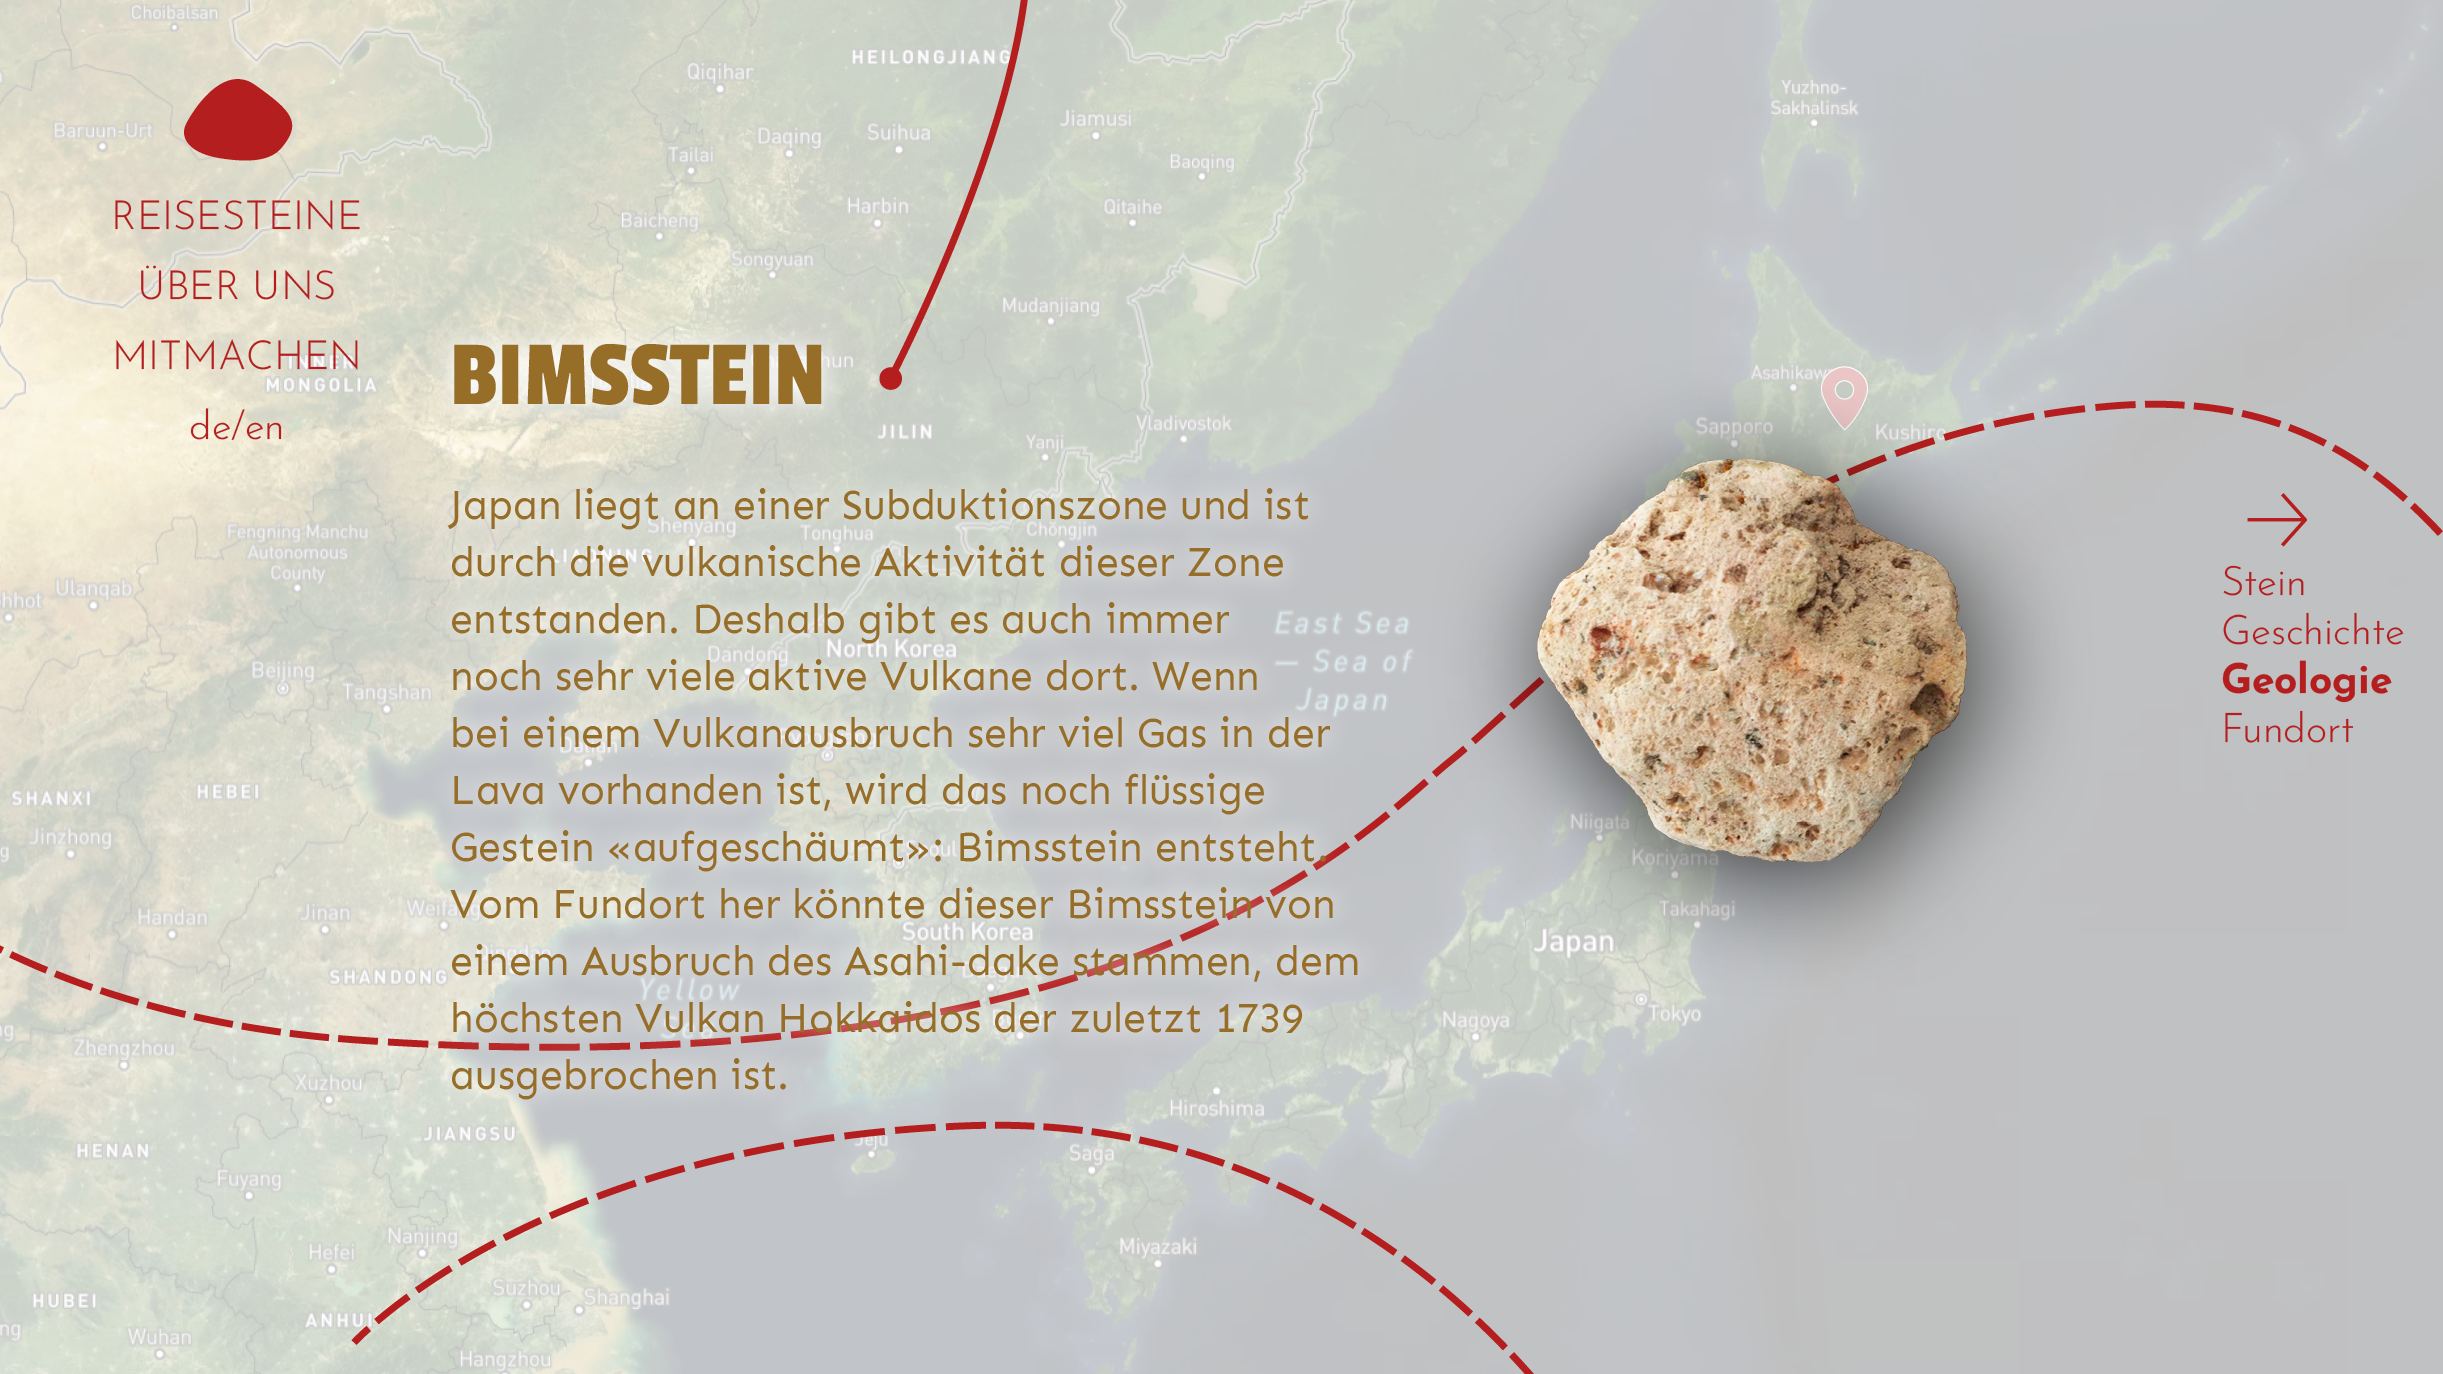 REISESTEINE
ÜBER UNS
MITMACHEN
de/en
BIMSSTEIN
Japan liegt an einer Subduktionszone und ist
durch die vulkanische Aktivität dieser Zone
entstanden. Deshalb gibt es auch immer
noch sehr viele aktive Vulkane dort. Wenn
bei einem Vulkanausbruch sehr viel Gas in der
Lava vorhanden ist, wird das noch flüssige
Gestein «aufgeschäumt»: Bimsstein entsteht.
Vom Fundort her könnte dieser Bimsstein von
einem Ausbruch des Asahi-dake stammen, dem
höchsten Vulkan Hokkaidos der zuletzt 1739
ausgebrochen ist.
Stein
Geschichte
Geologie
Fundort
Choibalsan
HEILONGJIANG
Qiqihar
Yuzhno-
Sakhalinsk
Baruun-Urt
Daqing
Suihua
Jiamusi
Tailai
Baoqing
Baicheng
Harbin
Qitaihe
Songyuan
Mudanjiang
INNER
MONGOLIA
JILIN
Yanji
Vladivostok
Asahikawa
Sapporo
Kushiro
Fengning Manchu
Autonomous
County
Shenyang
Tonghua
Chŏngjin
LIAONING
Ulanqab
Beijing
Tangshan
Dandong
North Korea
East Sea
— Sea of
Japan
Dalian
SHANXI
HEBEI
Jinzhong
Seoul
Niigata
Koriyama
Handan
Jinan
Weifang
South Korea
Takahagi
Japan
SHANDONG
Qingdao
Yellow
Sea
Nagoya
Tokyo
Zhengzhou
Xuzhou
HENAN
JIANGSU
Jeju
Hiroshima
Saga
Fuyang
Nanjing
Hefei
Miyazaki
Suzhou
Shanghai
HUBEI
ANHUI
Wuhan
Hangzhou